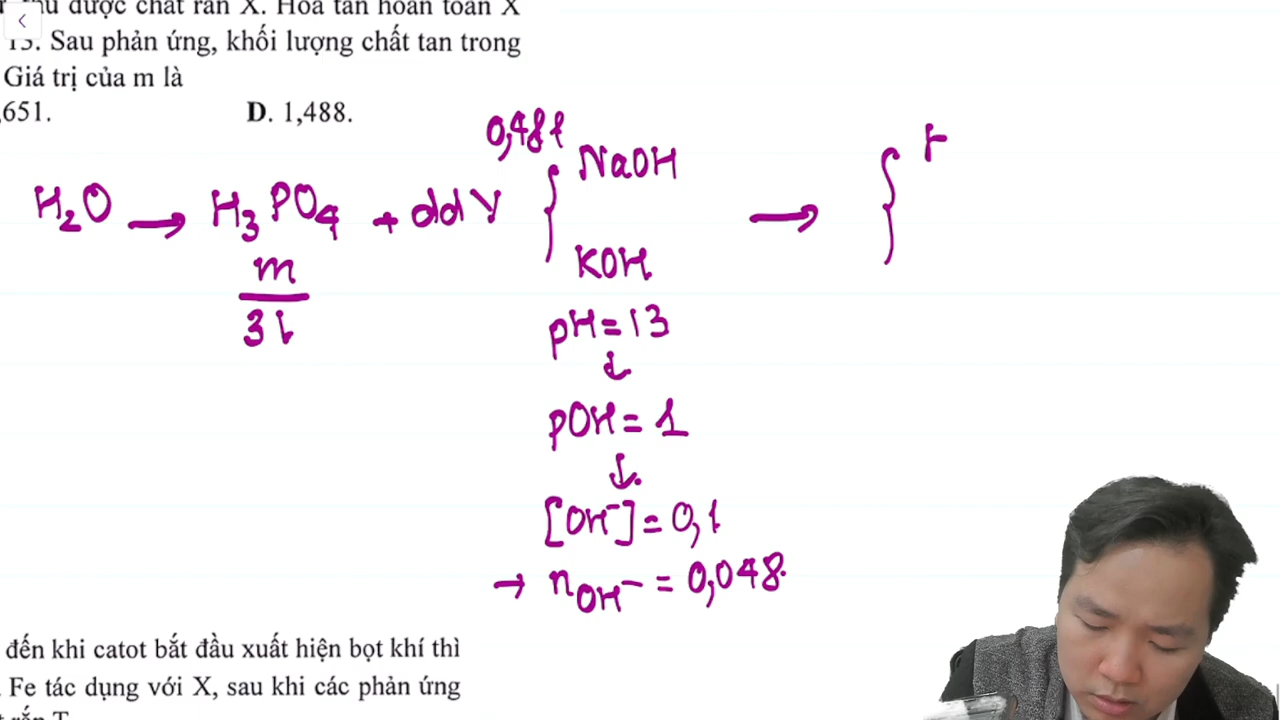 thu được chất rắn X. Hòa tan hoàn toàn X
13. Sau phản ứng, khối lượng chất tan trong
Giá trị của m là
,651. D. 1,488.
0,48l
H₂O → H₃PO₄ + dd Y { NaOH → {
KOH
m
31
pH = 13
↓
pOH = 1
↓
[OH⁻] = 0,1
→ nOH⁻ = 0,048.
đến khi catot bắt đầu xuất hiện bọt khí thì
Fe tác dụng với X, sau khi các phản ứng
rắn T